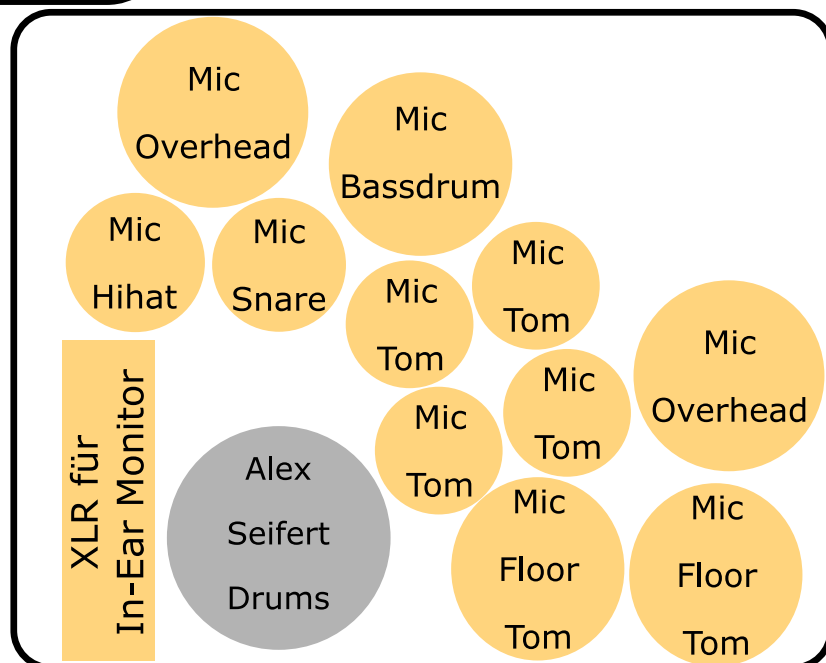 Mic
Overhead
Mic
Bassdrum
Mic
Hihat
Mic
Snare
Mic
Tom
Mic
Tom
Mic
Overhead
Mic
Tom
Mic
Tom
XLR für
In-Ear Monitor
Alex
Seifert
Drums
Mic
Floor
Tom
Mic
Floor
Tom